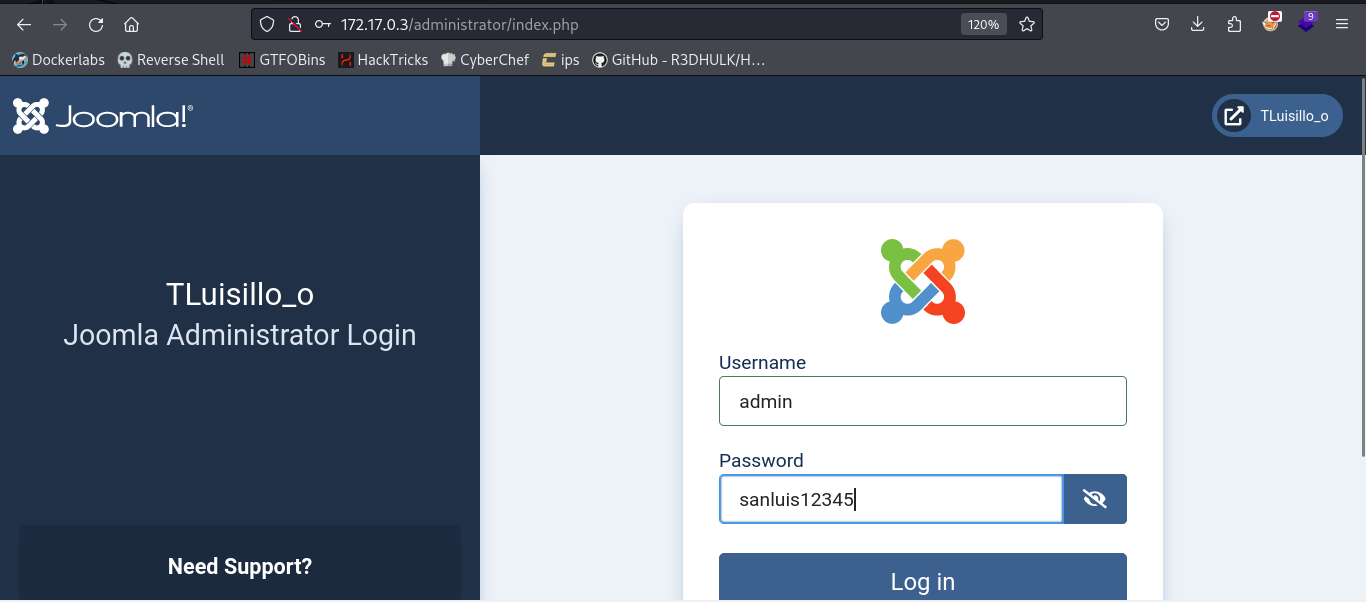 172.17.0.3/administrator/index.php
120%
9
Dockerlabs Reverse Shell GTFOBins HackTricks CyberChef ips GitHub - R3DHULK/H...
Joomla!®
TLuisillo_o
TLuisillo_o
Joomla Administrator Login
Need Support?
Username
admin
Password
sanluis12345
Log in